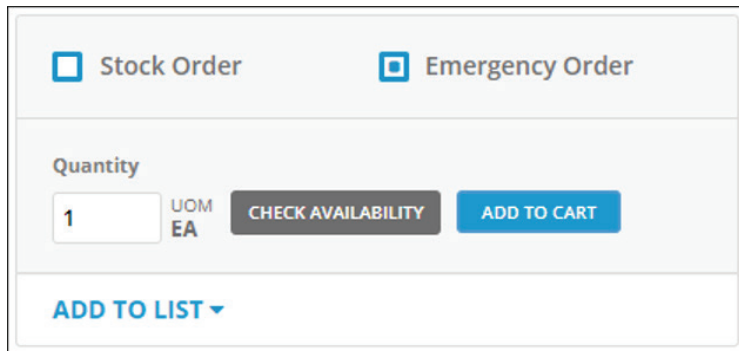 Stock Order Emergency Order
Quantity
1 UOM EA CHECK AVAILABILITY ADD TO CART
ADD TO LIST